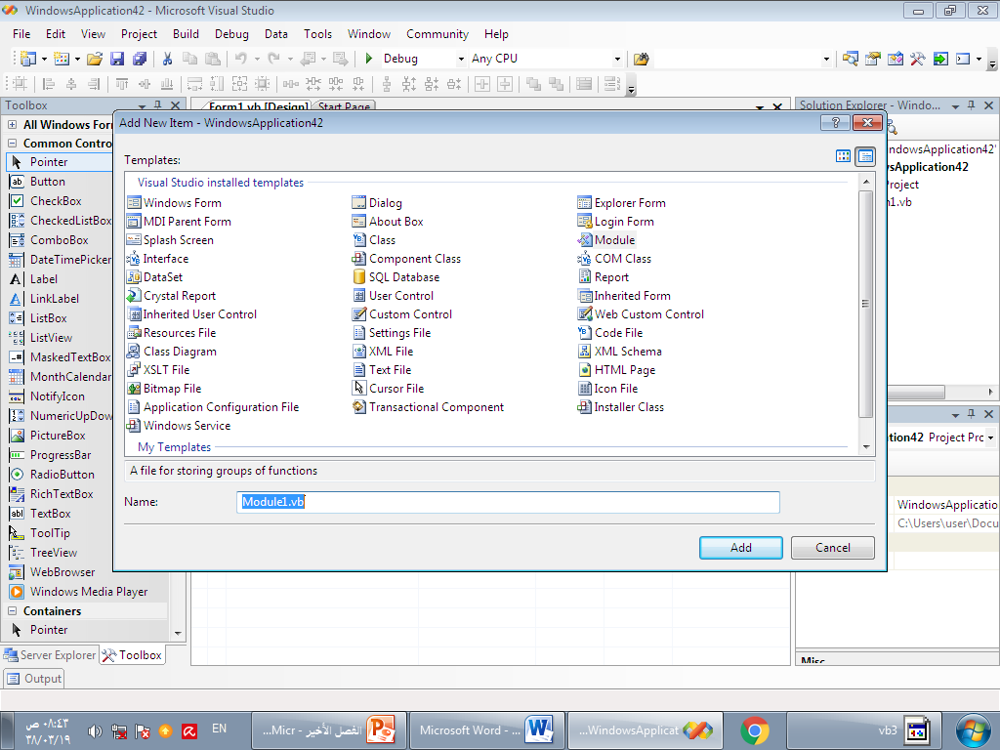 WindowsApplication42 - Microsoft Visual Studio
File Edit View Project Build Debug Data Tools Window Community Help
Debug Any CPU
Toolbox
Form1.vb [Design] Start Page
Solution Explorer - Windo...
All Windows Form
Common Contro
Pointer
Button
CheckBox
CheckedListBox
ComboBox
DateTimePicker
Label
LinkLabel
ListBox
ListView
MaskedTextBox
MonthCalendar
NotifyIcon
NumericUpDow
PictureBox
ProgressBar
RadioButton
RichTextBox
TextBox
ToolTip
TreeView
WebBrowser
Windows Media Player
Containers
Pointer
Server Explorer Toolbox
Output
Add New Item - WindowsApplication42
Templates:
Visual Studio installed templates
Windows Form Dialog Explorer Form
MDI Parent Form About Box Login Form
Splash Screen Class Module
Interface Component Class COM Class
DataSet SQL Database Report
Crystal Report User Control Inherited Form
Inherited User Control Custom Control Web Custom Control
Resources File Settings File Code File
Class Diagram XML File XML Schema
XSLT File Text File HTML Page
Bitmap File Cursor File Icon File
Application Configuration File Transactional Component Installer Class
Windows Service
My Templates
A file for storing groups of functions
Name: Module1.vb
Add Cancel
ndowsApplication42'
sApplication42
roject
n1.vb
tion42 Project Prc
WindowsApplicatio
C:\Users\user\Docu
Misc
٠٨:٤٣ ص
٣٨/٠٣/١٩
EN
الفصل الأخير - Micr...
Microsoft Word - ...
WindowsApplicat...
vb3